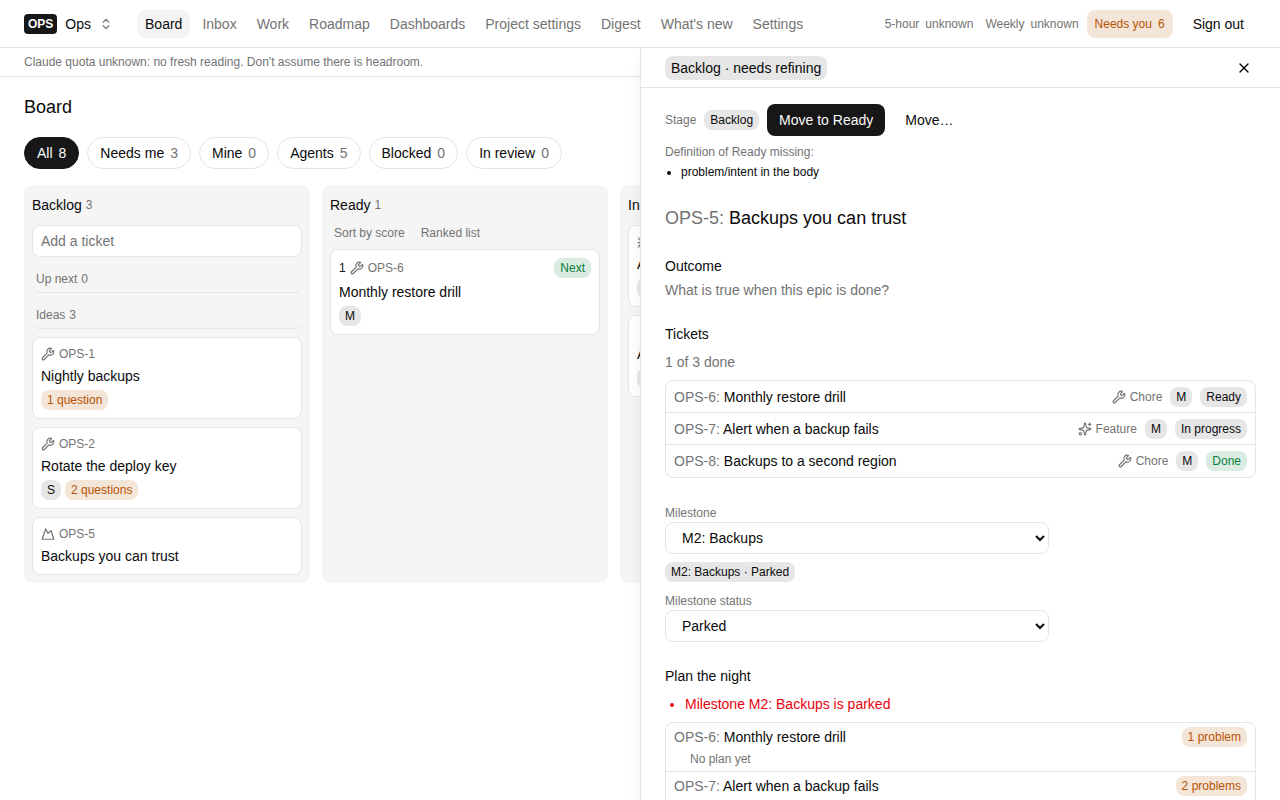 OPS Ops Board Inbox Work Roadmap Dashboards Project settings Digest What's new Settings 5-hour unknown Weekly unknown Needs you 6 Sign out
Claude quota unknown: no fresh reading. Don't assume there is headroom.
Board
All 8 Needs me 3 Mine 0 Agents 5 Blocked 0 In review 0
Backlog 3
Add a ticket
Up next 0
Ideas 3
OPS-1
Nightly backups
1 question
OPS-2
Rotate the deploy key
S 2 questions
OPS-5
Backups you can trust
Ready 1
Sort by score Ranked list
1 OPS-6 Next
Monthly restore drill
M
In
Backlog · needs refining
Stage Backlog Move to Ready Move…
Definition of Ready missing:
• problem/intent in the body
OPS-5: Backups you can trust
Outcome
What is true when this epic is done?
Tickets
1 of 3 done
OPS-6: Monthly restore drill Chore M Ready
OPS-7: Alert when a backup fails Feature M In progress
OPS-8: Backups to a second region Chore M Done
Milestone
M2: Backups
M2: Backups · Parked
Milestone status
Parked
Plan the night
• Milestone M2: Backups is parked
OPS-6: Monthly restore drill 1 problem
No plan yet
OPS-7: Alert when a backup fails 2 problems